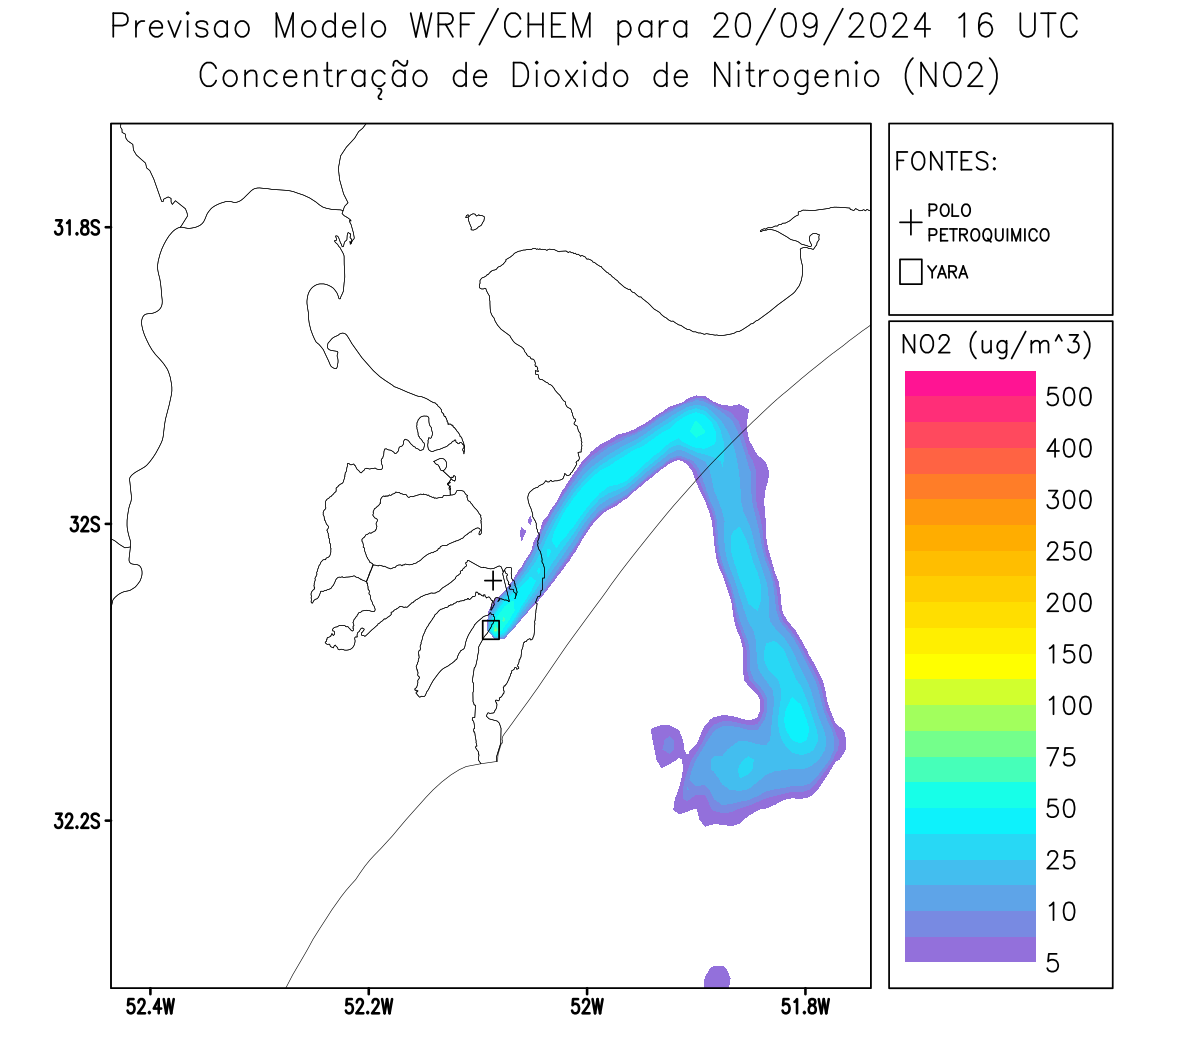 Previsao Modelo WRF/CHEM para 20/09/2024 16 UTC
Concentração de Dioxido de Nitrogenio (NO2)
FONTES:
POLO
PETROQUIMICO
YARA
NO2 (ug/m^3)
500
400
300
250
200
150
100
75
50
25
10
5
31.8S
32S
32.2S
52.4W
52.2W
52W
51.8W